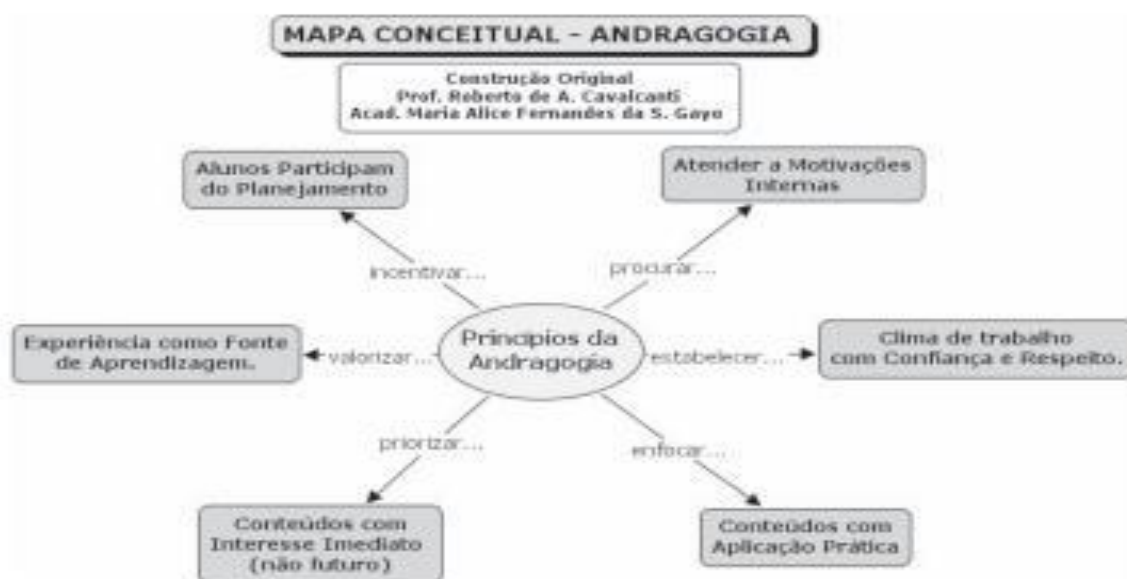 MAPA CONCEITUAL - ANDRAGOGIA
Construção Original
Prof. Roberto de A. Cavalcanti
Acad. Maria Alice Fernandes da S. Gayo
Alunos Participam
do Planejamento
Atender a Motivações
Internas
incentivar...
procurar...
Experiência como Fonte
de Aprendizagem.
valorizar...
Princípios da
Andragogia
estabelecer...
Clima de trabalho
com Confiança e Respeito.
priorizar...
enfocar...
Conteúdos com
Interesse Imediato
(não futuro)
Conteúdos com
Aplicação Prática